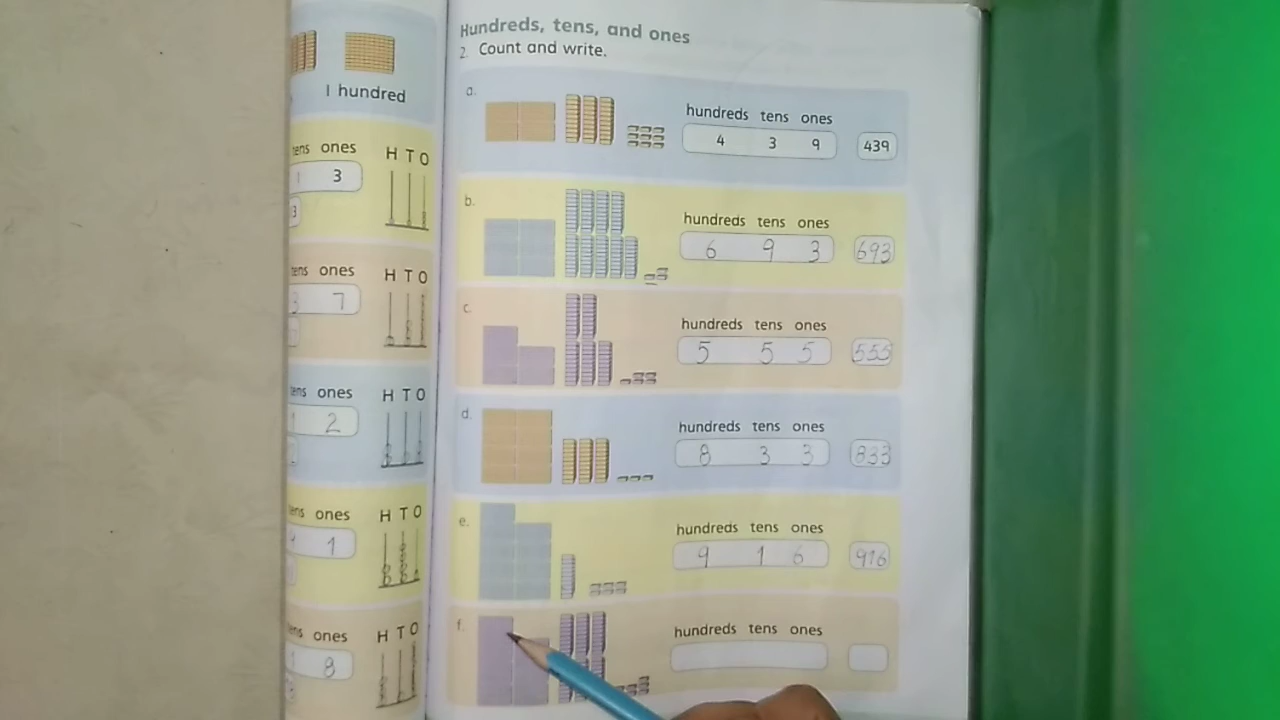 1 hundred
tens ones
3
H T O
3
tens ones
3 7
H T O
tens ones
2
H T O
tens ones
1
H T O
tens ones
8
H T O
Hundreds, tens, and ones
2 Count and write.
a.
hundreds tens ones
4 3 9 439
b.
hundreds tens ones
6 9 3 693
c.
hundreds tens ones
5 5 5 555
d.
hundreds tens ones
8 3 3 833
e.
hundreds tens ones
9 1 6 916
f.
hundreds tens ones